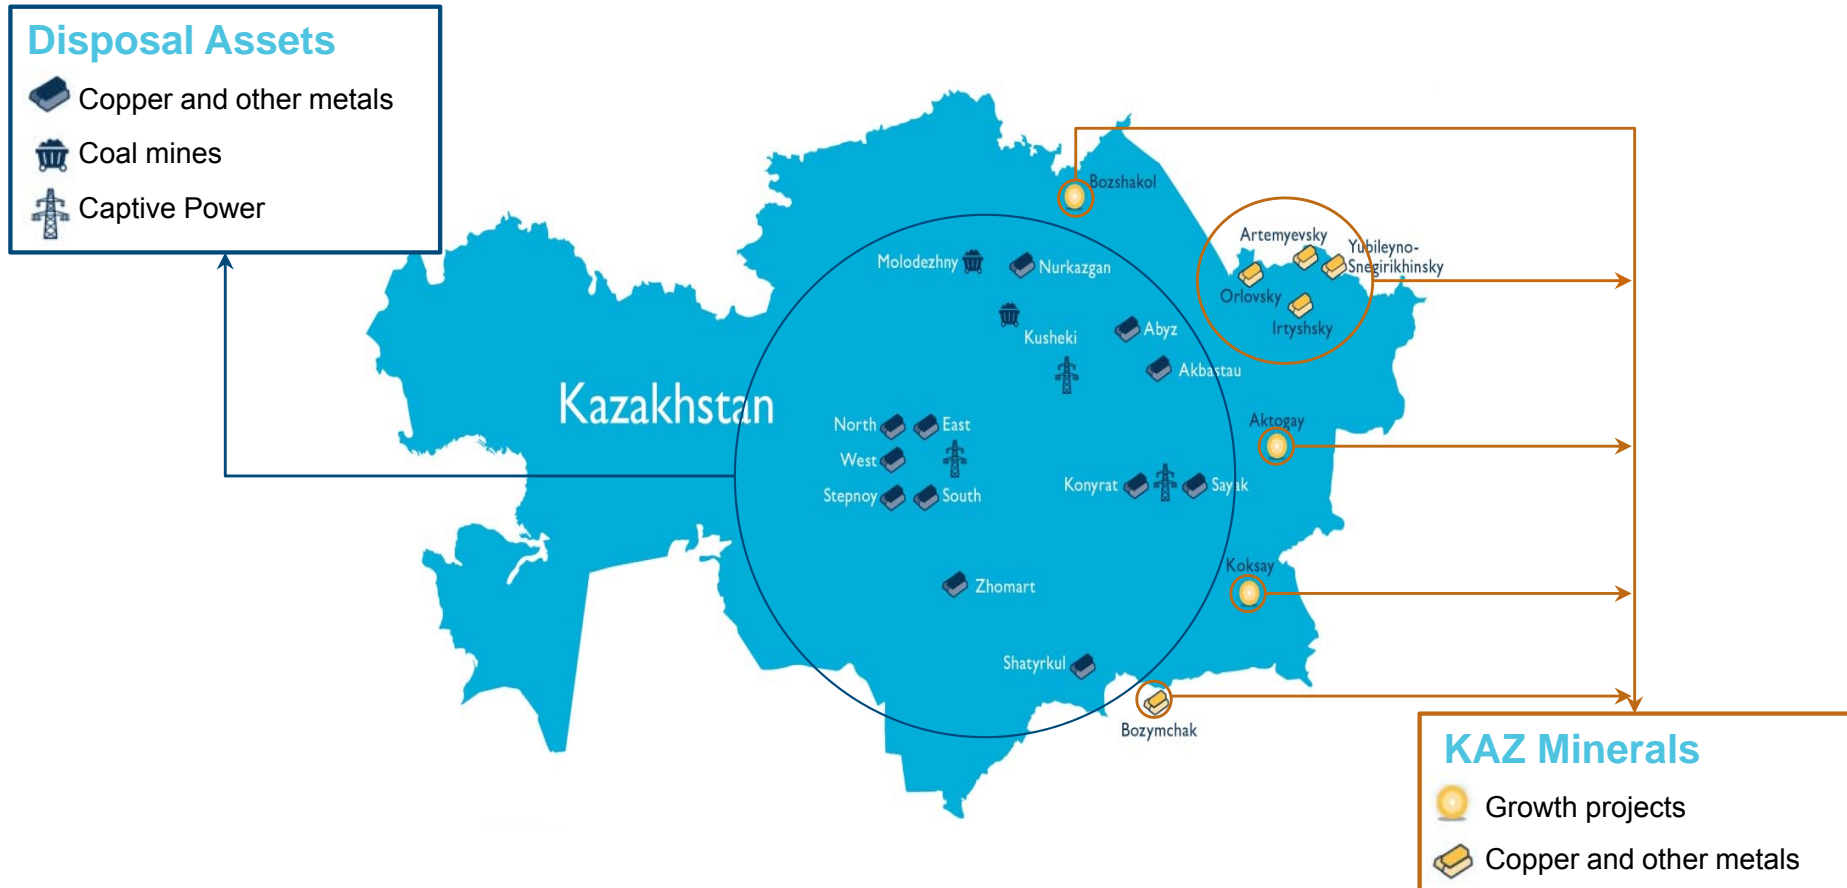 Disposal Assets
Copper and other metals
Coal mines
Captive Power
Bozshakol
Artemyevsky
Yubileyno-
Snegirikhinsky
Orlovsky
Irtyshsky
Molodezhny
Nurkazgan
Kusheki
Abyz
Akbastau
Kazakhstan
North
East
West
Stepnoy
South
Aktogay
Konyrat
Sayak
Koksay
Zhomart
Shatyrkul
Bozymchak
KAZ Minerals
Growth projects
Copper and other metals